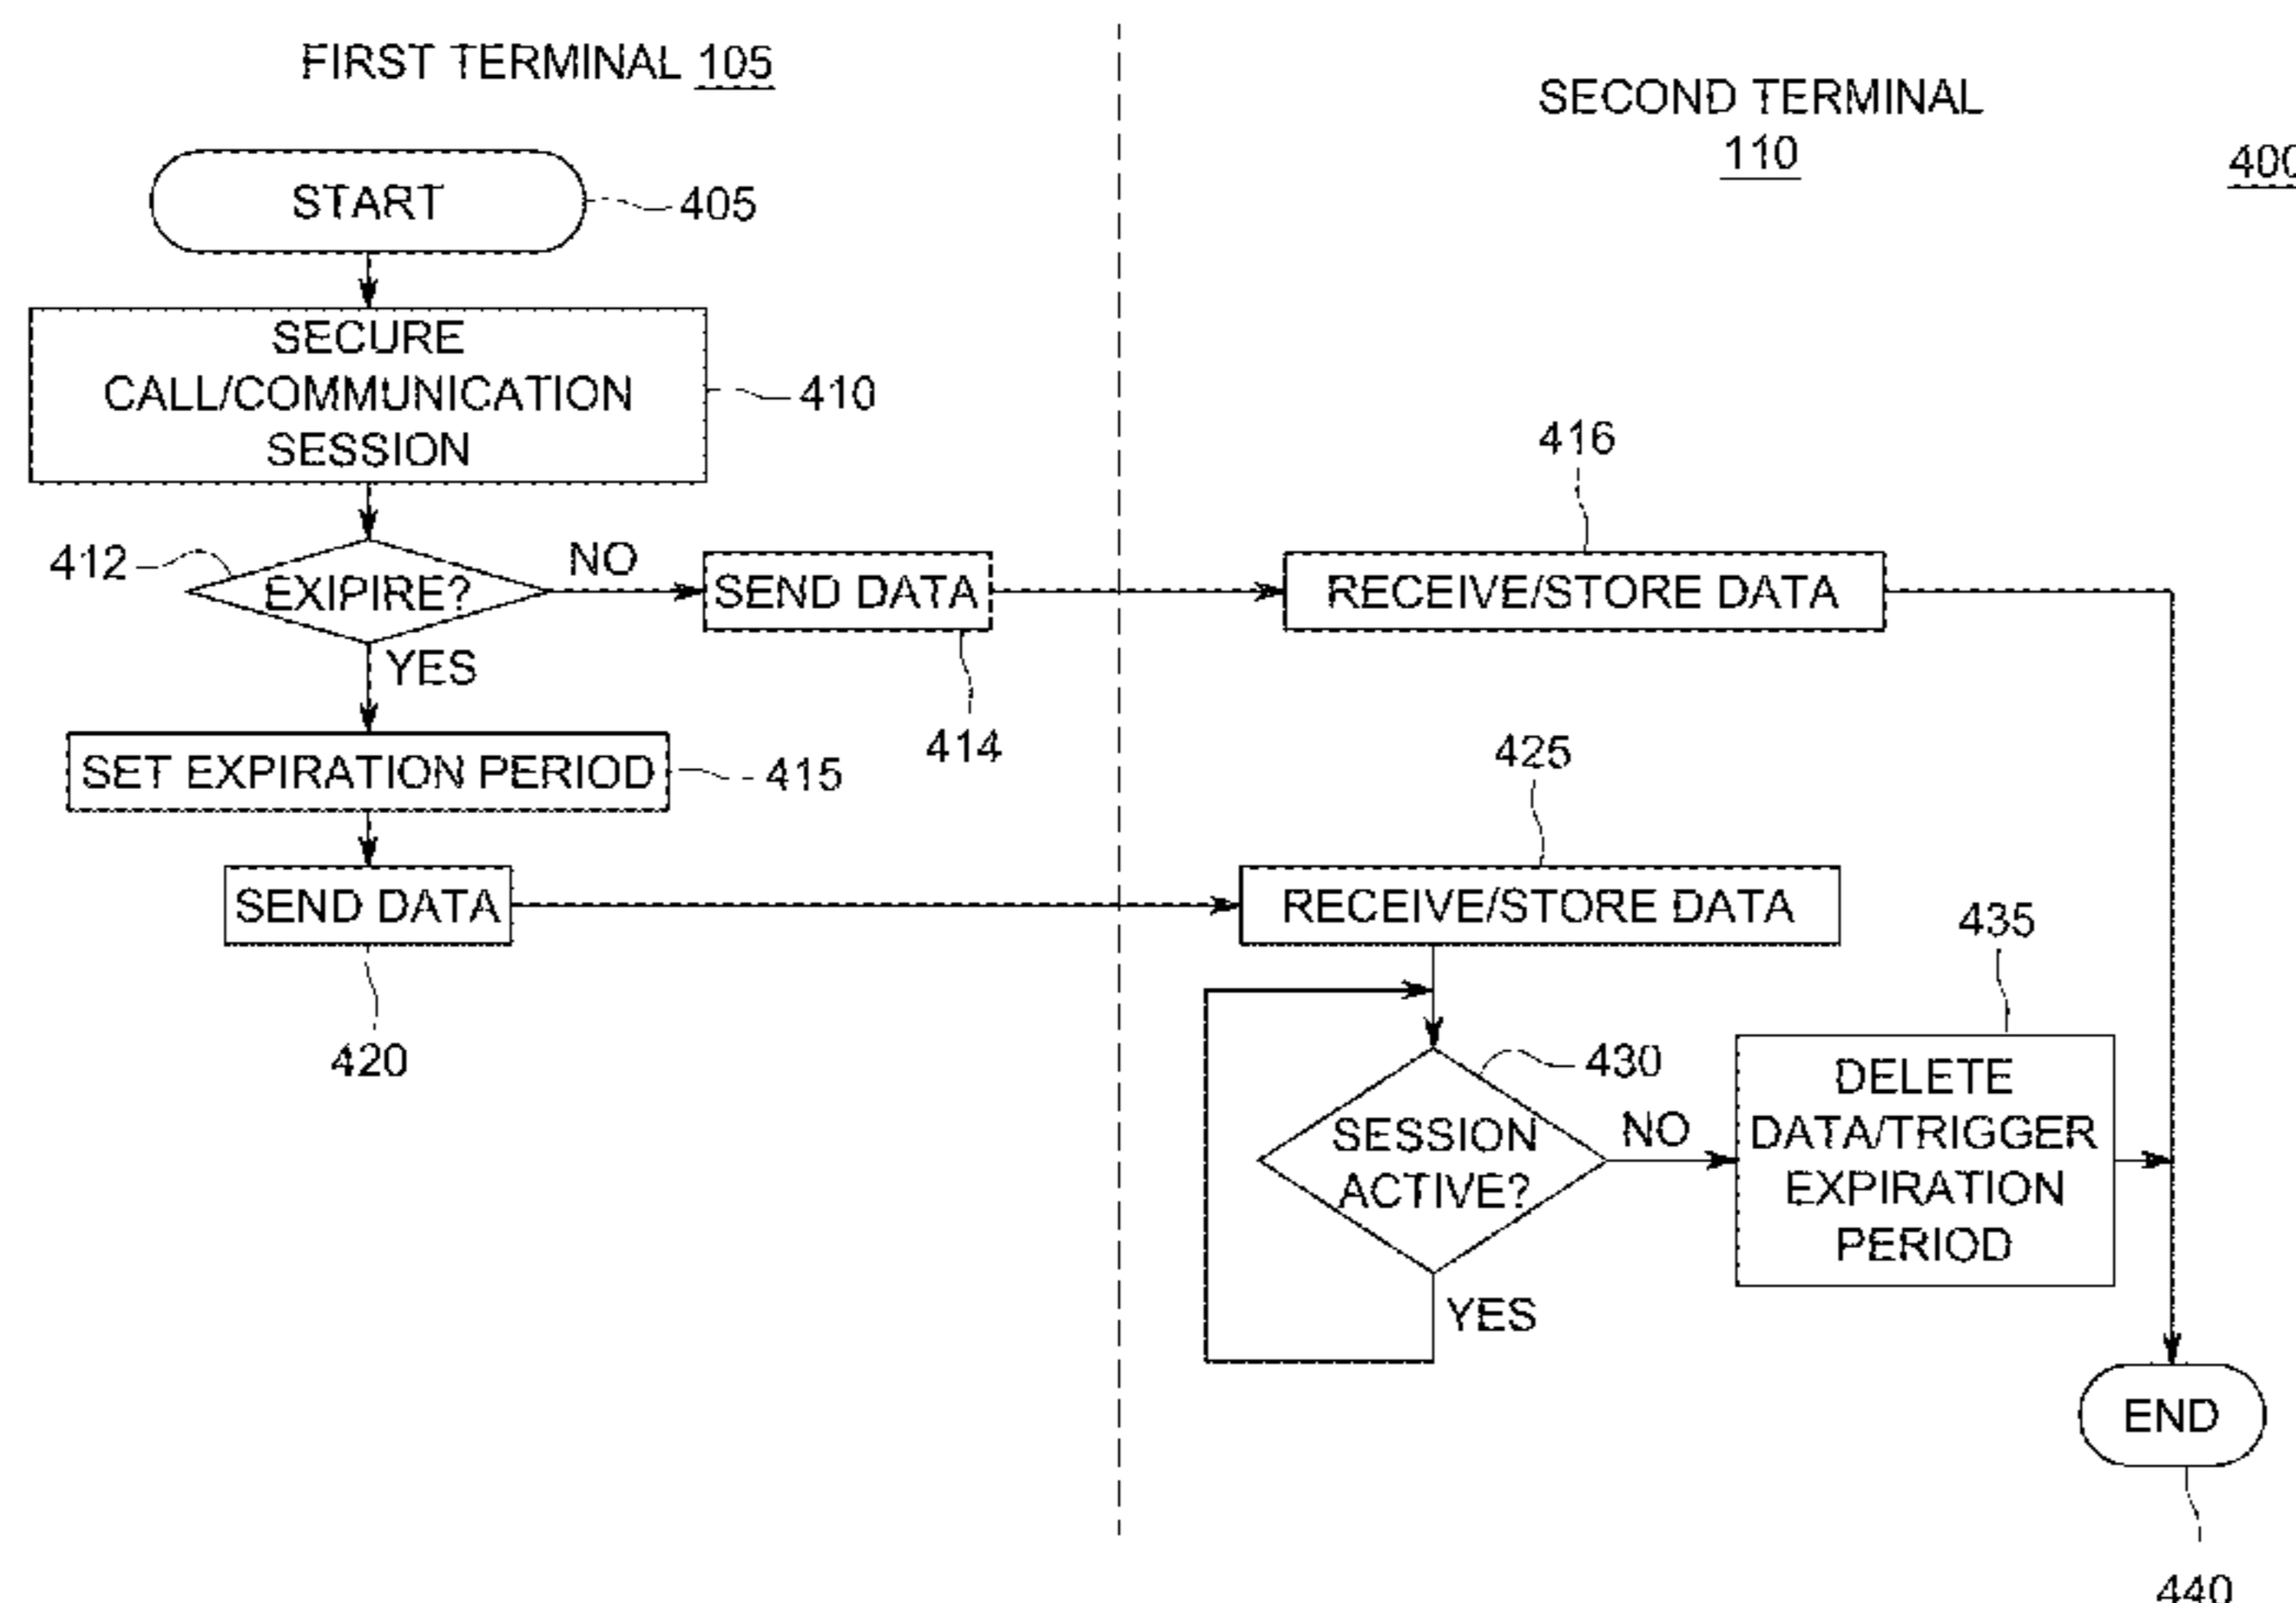 FIRST TERMINAL 105
SECOND TERMINAL
110
400
START
405
SECURE
CALL/COMMUNICATION
SESSION
410
412
EXIPIRE?
NO
YES
SEND DATA
414
416
RECEIVE/STORE DATA
SET EXPIRATION PERIOD
415
SEND DATA
420
425
RECEIVE/STORE DATA
430
SESSION
ACTIVE?
NO
YES
435
DELETE
DATA/TRIGGER
EXPIRATION
PERIOD
END
440